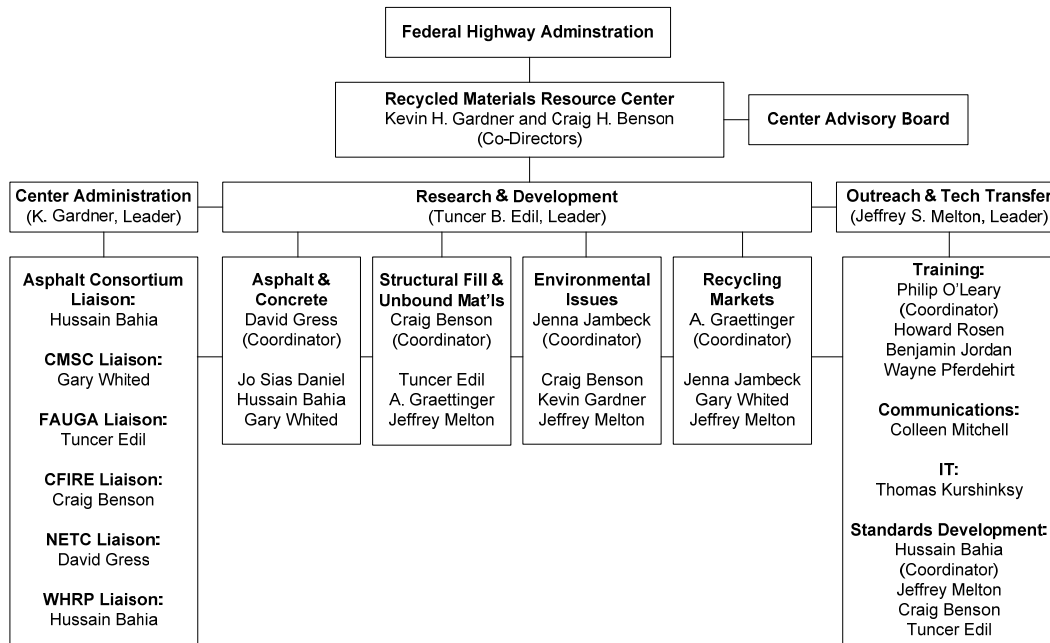 Federal Highway Adminstration
Recycled Materials Resource Center
Kevin H. Gardner and Craig H. Benson
(Co-Directors)
Center Advisory Board
Center Administration
(K. Gardner, Leader)
Research & Development
(Tuncer B. Edil, Leader)
Outreach & Tech Transfer
(Jeffrey S. Melton, Leader)
Asphalt Consortium
Liaison:
Hussain Bahia
CMSC Liaison:
Gary Whited
FAUGA Liaison:
Tuncer Edil
CFIRE Liaison:
Craig Benson
NETC Liaison:
David Gress
WHRP Liaison:
Hussain Bahia
Asphalt &
Concrete
David Gress
(Coordinator)
Jo Sias Daniel
Hussain Bahia
Gary Whited
Structural Fill &
Unbound Mat'ls
Craig Benson
(Coordinator)
Tuncer Edil
A. Graettinger
Jeffrey Melton
Environmental
Issues
Jenna Jambeck
(Coordinator)
Craig Benson
Kevin Gardner
Jeffrey Melton
Recycling
Markets
A. Graettinger
(Coordinator)
Jenna Jambeck
Gary Whited
Jeffrey Melton
Training:
Philip O'Leary
(Coordinator)
Howard Rosen
Benjamin Jordan
Wayne Pferdehirt
Communications:
Colleen Mitchell
IT:
Thomas Kurshinksy
Standards Development:
Hussain Bahia
(Coordinator)
Jeffrey Melton
Craig Benson
Tuncer Edil